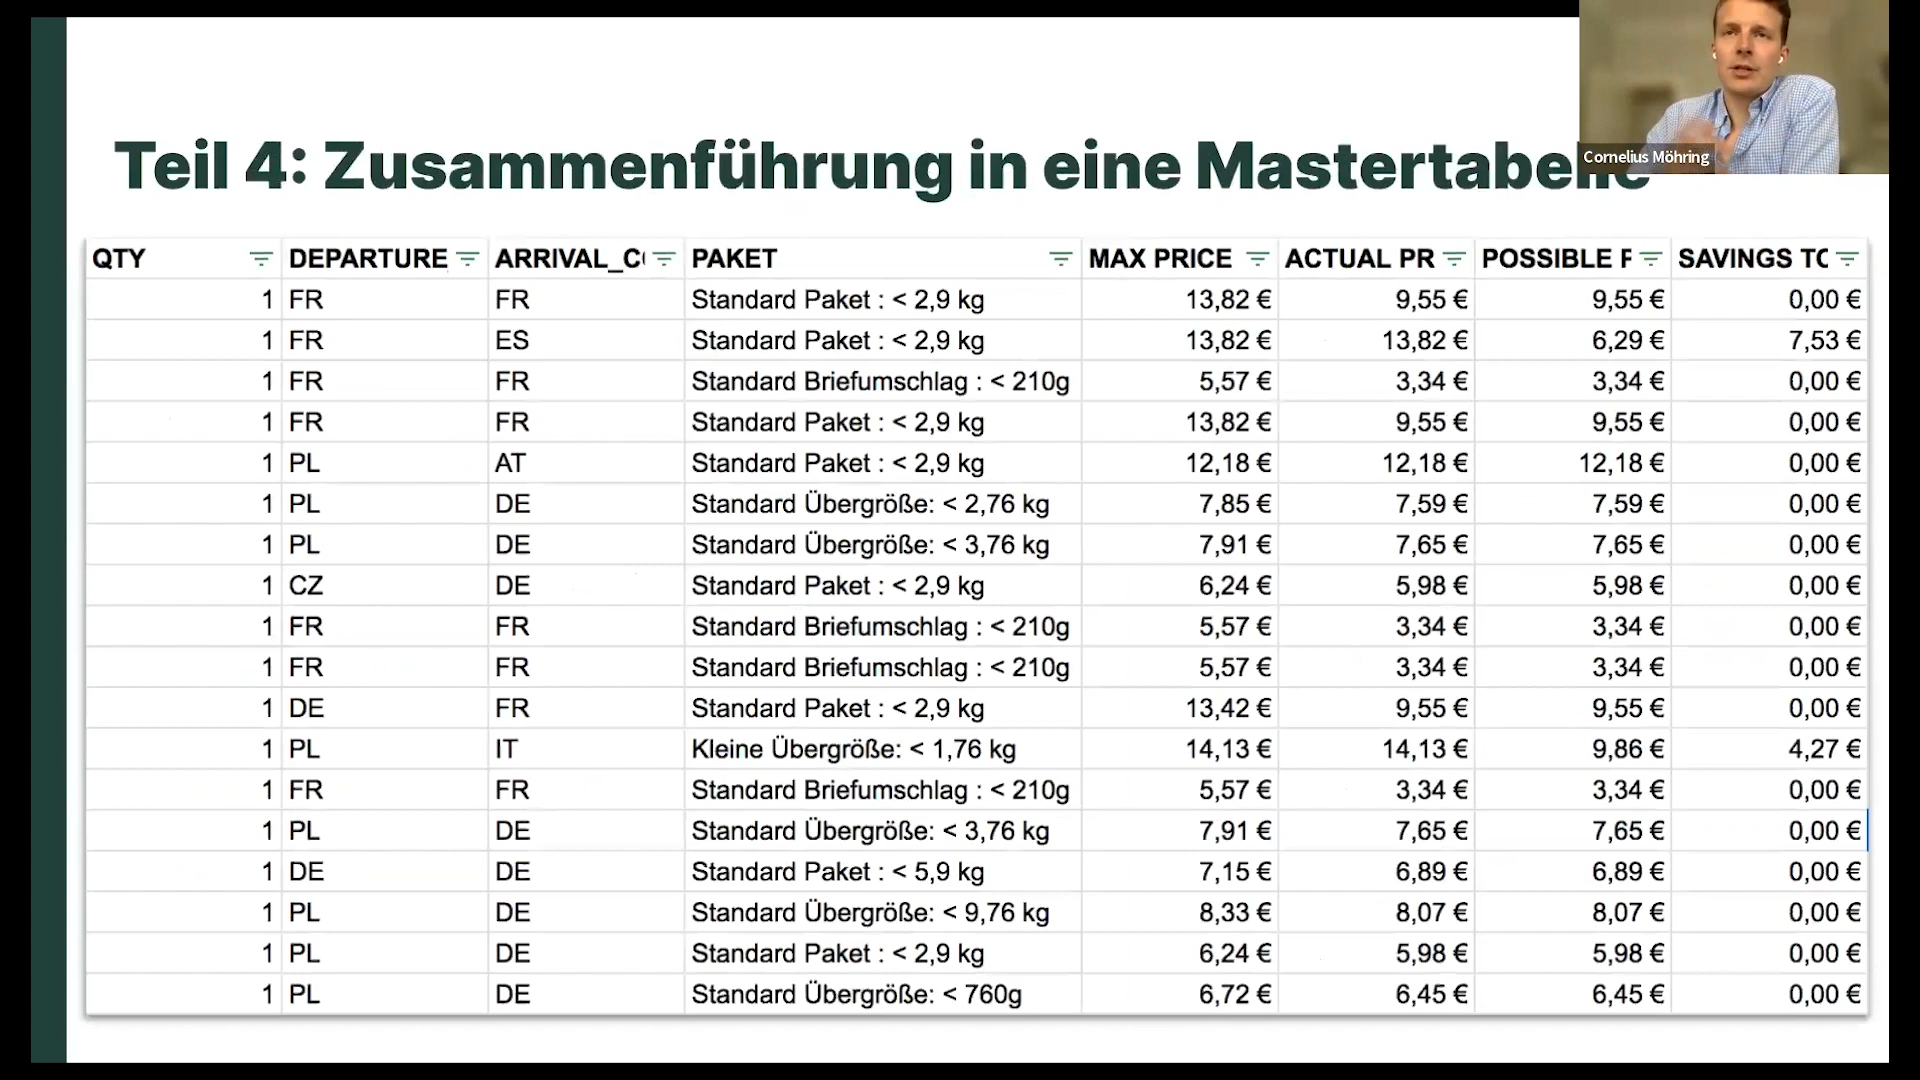 Teil 4: Zusammenführung in eine Mastertabelle
Cornelius Möhring
QTY DEPARTURE ARRIVAL_C PAKET MAX PRICE ACTUAL PR POSSIBLE SAVINGS TO
1 FR FR Standard Paket : < 2,9 kg 13,82 € 9,55 € 9,55 € 0,00 €
1 FR ES Standard Paket : < 2,9 kg 13,82 € 13,82 € 6,29 € 7,53 €
1 FR FR Standard Briefumschlag : < 210g 5,57 € 3,34 € 3,34 € 0,00 €
1 FR FR Standard Paket : < 2,9 kg 13,82 € 9,55 € 9,55 € 0,00 €
1 PL AT Standard Paket : < 2,9 kg 12,18 € 12,18 € 12,18 € 0,00 €
1 PL DE Standard Übergröße: < 2,76 kg 7,85 € 7,59 € 7,59 € 0,00 €
1 PL DE Standard Übergröße: < 3,76 kg 7,91 € 7,65 € 7,65 € 0,00 €
1 CZ DE Standard Paket : < 2,9 kg 6,24 € 5,98 € 5,98 € 0,00 €
1 FR FR Standard Briefumschlag : < 210g 5,57 € 3,34 € 3,34 € 0,00 €
1 FR FR Standard Briefumschlag : < 210g 5,57 € 3,34 € 3,34 € 0,00 €
1 DE FR Standard Paket : < 2,9 kg 13,42 € 9,55 € 9,55 € 0,00 €
1 PL IT Kleine Übergröße: < 1,76 kg 14,13 € 14,13 € 9,86 € 4,27 €
1 FR FR Standard Briefumschlag : < 210g 5,57 € 3,34 € 3,34 € 0,00 €
1 PL DE Standard Übergröße: < 3,76 kg 7,91 € 7,65 € 7,65 € 0,00 €
1 DE DE Standard Paket : < 5,9 kg 7,15 € 6,89 € 6,89 € 0,00 €
1 PL DE Standard Übergröße: < 9,76 kg 8,33 € 8,07 € 8,07 € 0,00 €
1 PL DE Standard Paket : < 2,9 kg 6,24 € 5,98 € 5,98 € 0,00 €
1 PL DE Standard Übergröße: < 760g 6,72 € 6,45 € 6,45 € 0,00 €